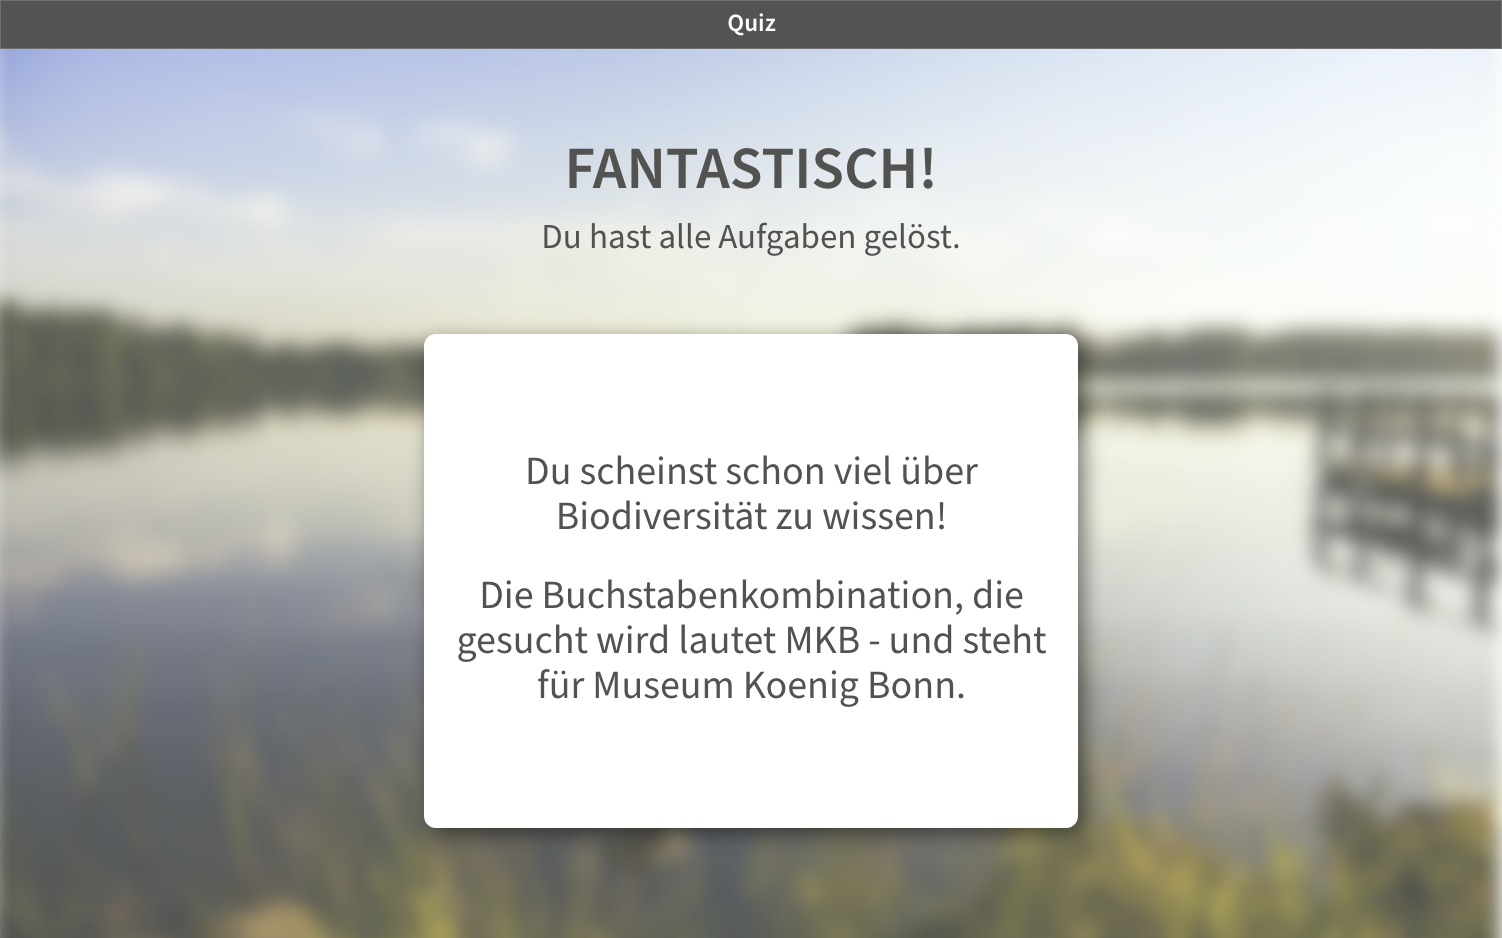 Quiz
FANTASTISCH!
Du hast alle Aufgaben gelöst.
Du scheinst schon viel über
Biodiversität zu wissen!
Die Buchstabenkombination, die
gesucht wird lautet MKB - und steht
für Museum Koenig Bonn.